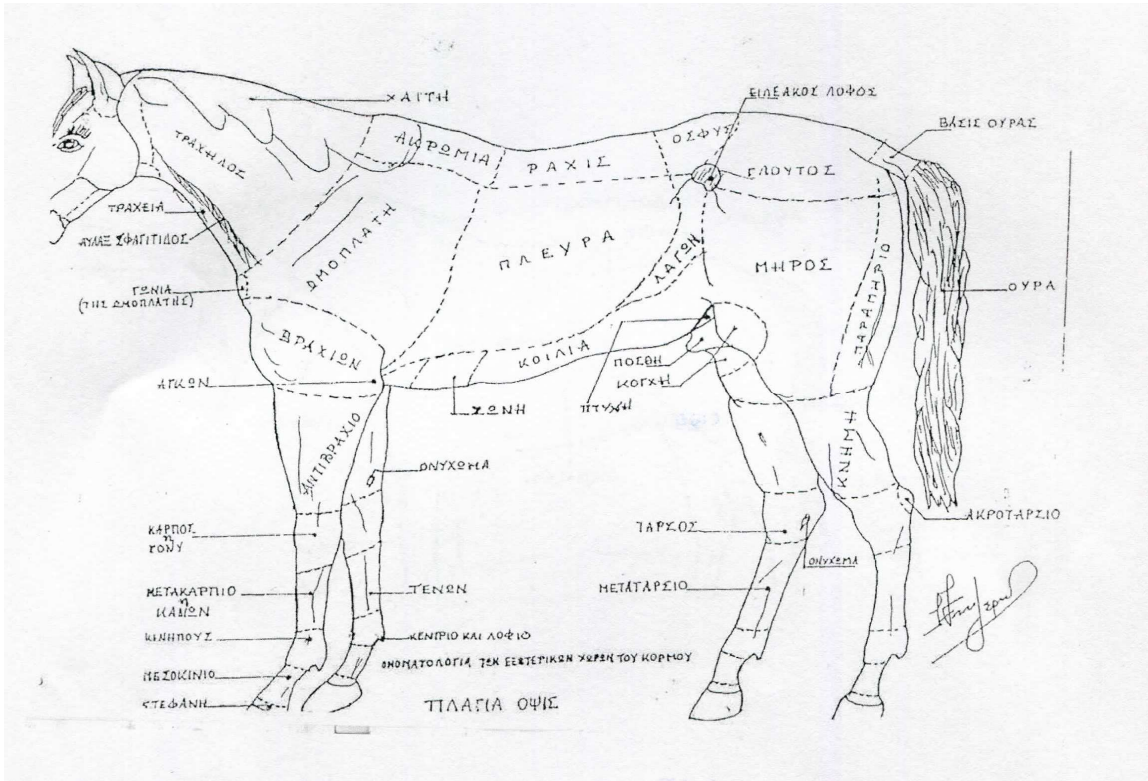 ΧΑΙΤΗ
ΕΙΛΕΑΚΟΣ ΛΟΦΟΣ
ΒΑΣΙΣ ΟΥΡΑΣ
ΤΡΑΧΗΛΟΣ
ΑΚΡΩΜΙΑ
ΡΑΧΙΣ
ΟΣΦΥΣ
ΓΛΟΥΤΟΣ
ΤΡΑΧΕΙΑ
ΑΥΛΑΞ ΣΦΑΓΙΤΙΔΟΣ
ΩΜΟΠΛΑΤΗ
ΠΛΕΥΡΑ
ΛΑΓΩΝ
ΜΗΡΟΣ
ΠΑΡΑΜΗΡΙΟ
ΟΥΡΑ
ΓΩΝΙΑ
(ΤΗΣ ΩΜΟΠΛΑΤΗΣ)
ΒΡΑΧΙΩΝ
ΚΟΙΛΙΑ
ΠΟΣΘΗ
ΚΟΓΧΗ
ΑΓΚΩΝ
ΖΩΝΗ
ΠΤΥΧΗ
ΑΝΤΙΒΡΑΧΙΟ
ΟΝΥΧΩΜΑ
ΚΝΗΜΗ
ΚΑΡΠΟΣ
η
ΓΟΝΥ
ΤΑΡΣΟΣ
ΑΚΡΟΤΑΡΣΙΟ
ΟΝΥΧΩΜΑ
ΜΕΤΑΚΑΡΠΙΟ
η
ΤΕΝΩΝ
ΜΕΤΑΤΑΡΣΙΟ
ΚΙΝΗΠΟΥΣ
ΚΕΝΤΡΙΟ ΚΑΙ ΛΟΦΙΟ
ΟΝΟΜΑΤΟΛΟΓΙΑ ΤΩΝ ΕΞΩΤΕΡΙΚΩΝ ΧΩΡΩΝ ΤΟΥ ΚΟΡΜΟΥ
ΜΕΣΟΚΙΝΙΟ
ΣΤΕΦΑΝΗ
ΠΛΑΓΙΑ ΟΨΙΣ